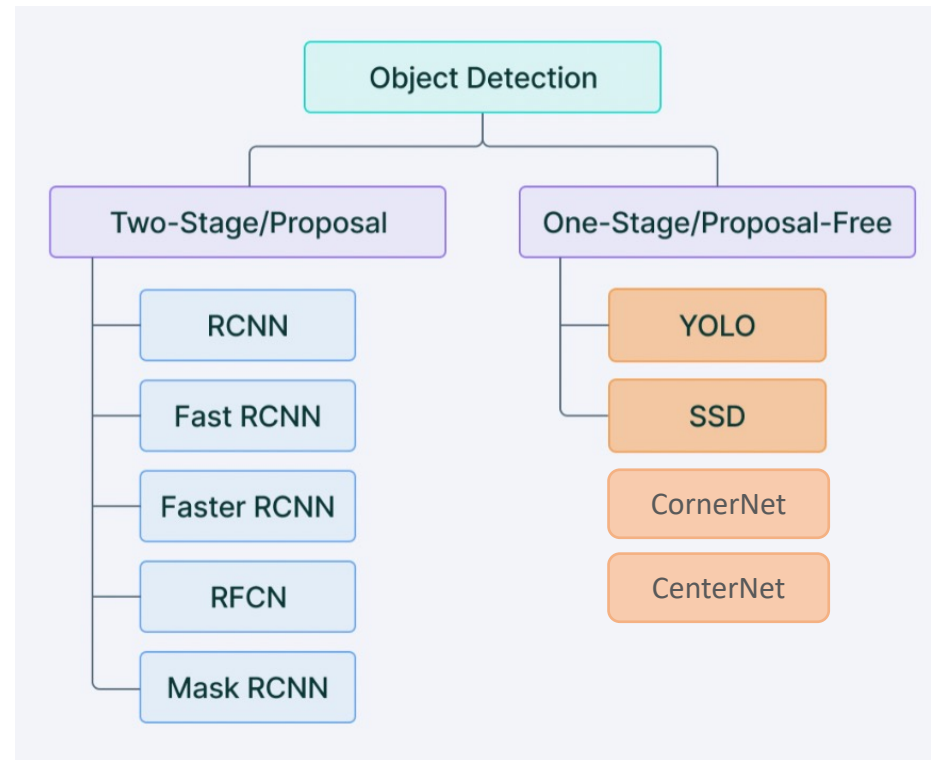 Object Detection
Two-Stage/Proposal
RCNN
Fast RCNN
Faster RCNN
RFCN
Mask RCNN
One-Stage/Proposal-Free
YOLO
SSD
CornerNet
CenterNet